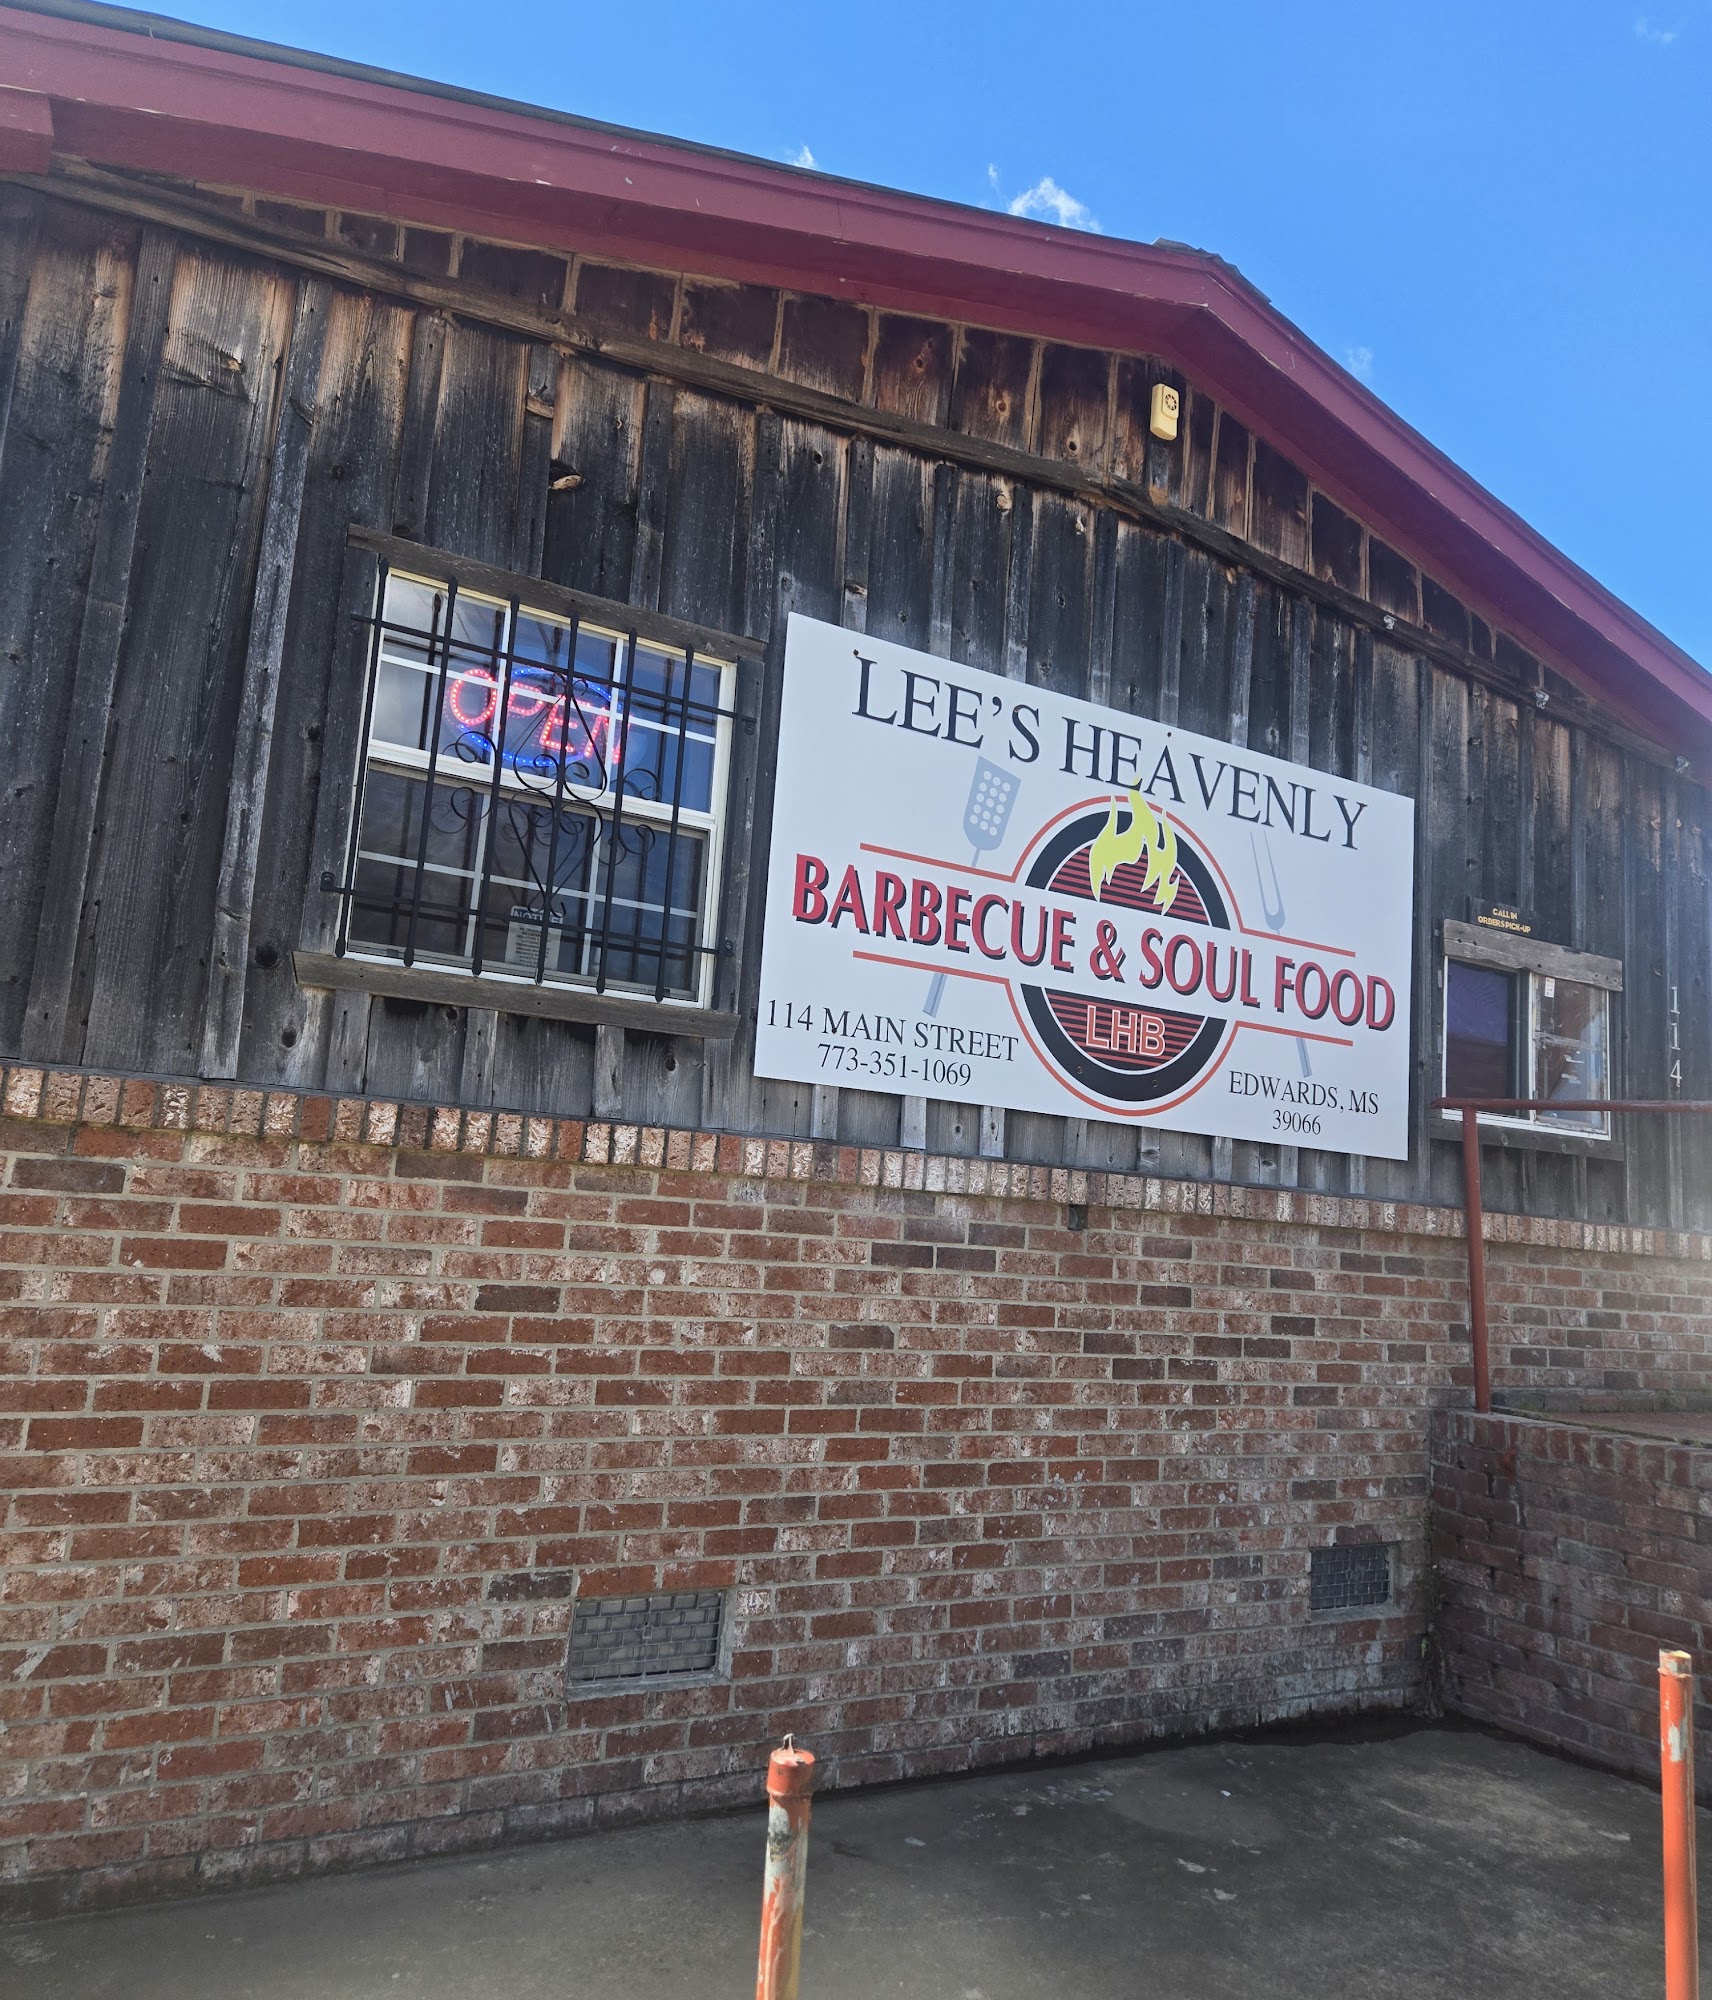 OPEN
NOTICE
LEE'S HEAVENLY
BARBECUE & SOUL FOOD
LHB
114 MAIN STREET
773-351-1069
EDWARDS, MS
39066
CALL IN
ORDERS PICK-UP
114